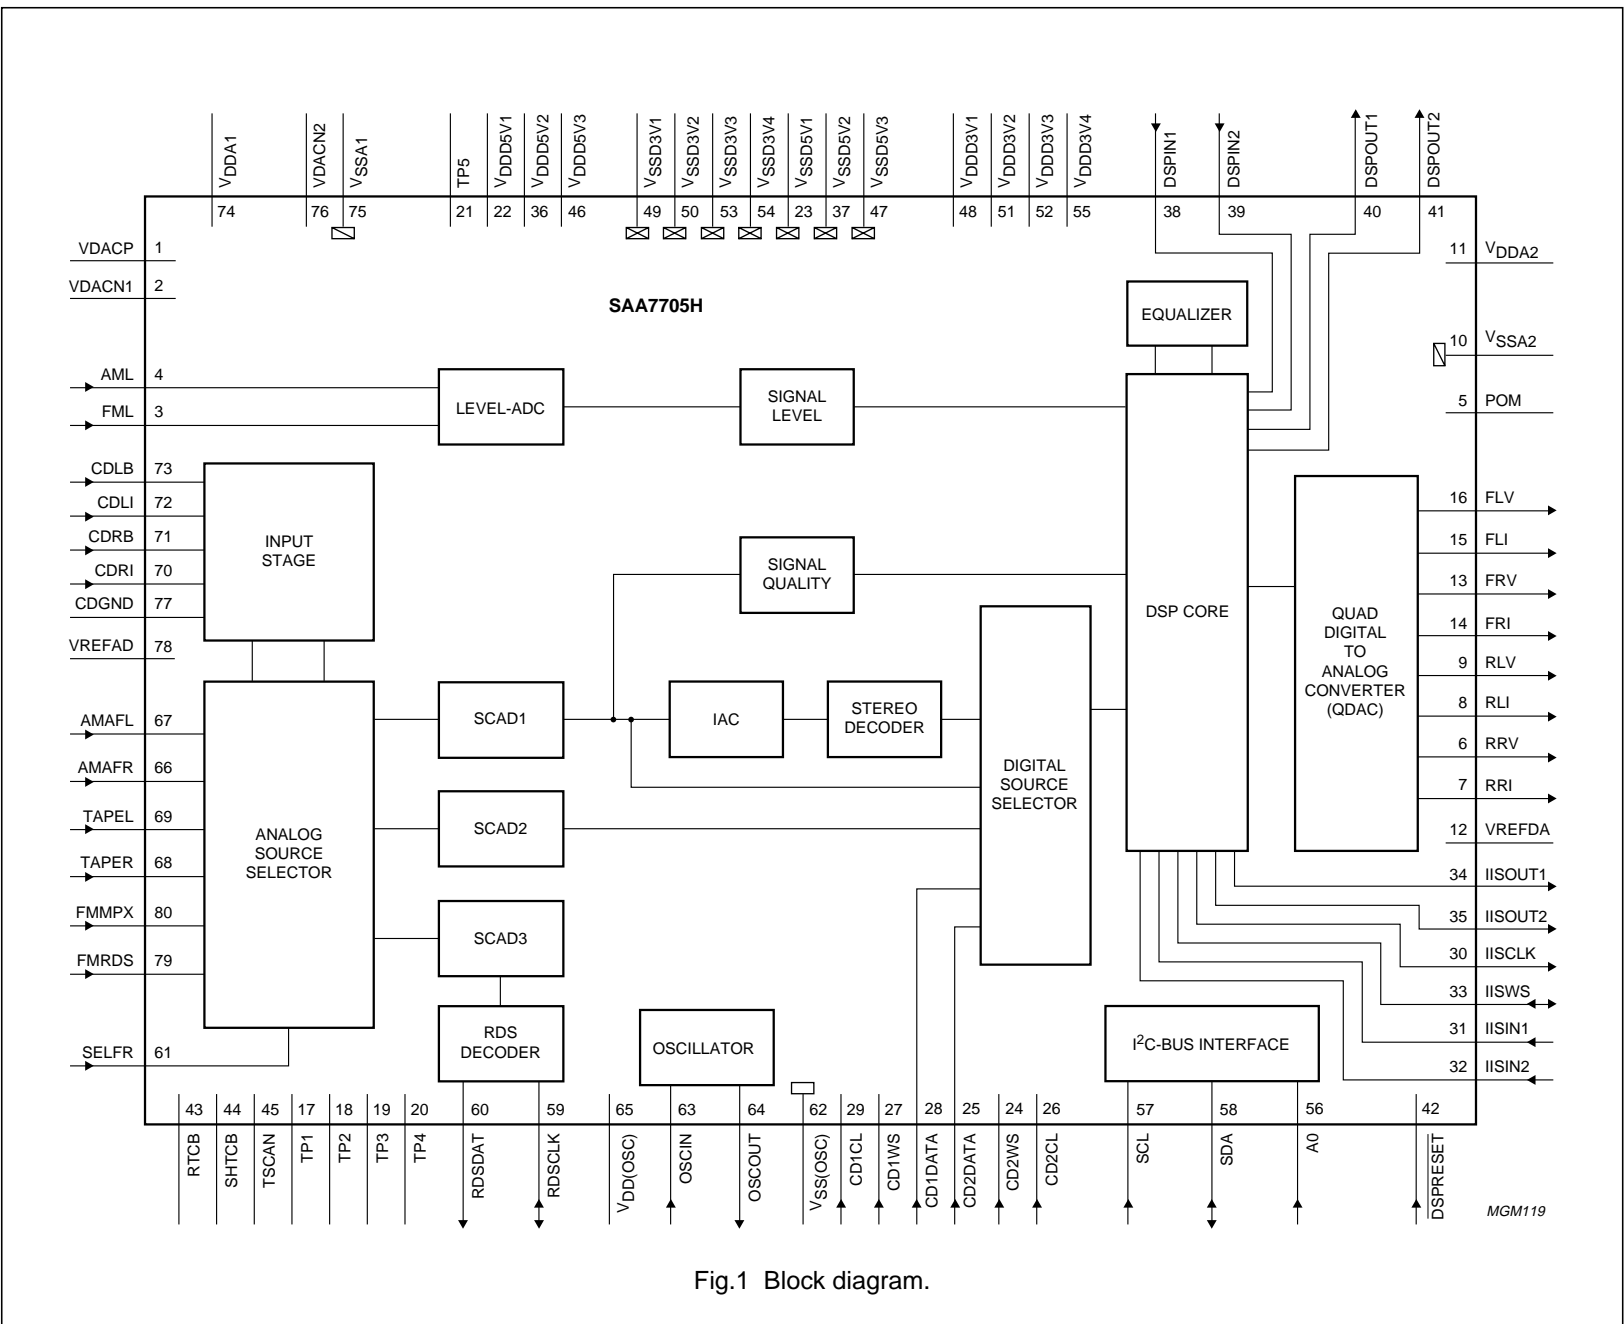 VDDA1
VDACN2
VSSA1
TP5
VDDD5V1
VDDD5V2
VDDD5V3
VSSD3V1
VSSD3V2
VSSD3V3
VSSD3V4
VSSD5V1
VSSD5V2
VSSD5V3
VDDD3V1
VDDD3V2
VDDD3V3
VDDD3V4
DSPIN1
DSPIN2
DSPOUT1
DSPOUT2
74
76
75
21
22
36
46
49
50
53
54
23
37
47
48
51
52
55
38
39
40
41
VDACP 1
VDACN1 2
AML 4
FML 3
CDLB 73
CDLI 72
CDRB 71
CDRI 70
CDGND 77
VREFAD 78
AMAFL 67
AMAFR 66
TAPEL 69
TAPER 68
FMMPX 80
FMRDS 79
SELFR 61
SAA7705H
EQUALIZER
LEVEL-ADC
SIGNAL
LEVEL
INPUT
STAGE
SIGNAL
QUALITY
DSP CORE
QUAD
DIGITAL
TO
ANALOG
CONVERTER
(QDAC)
SCAD1
IAC
STEREO
DECODER
DIGITAL
SOURCE
SELECTOR
SCAD2
ANALOG
SOURCE
SELECTOR
SCAD3
RDS
DECODER
OSCILLATOR
I2C-BUS INTERFACE
11 VDDA2
10 VSSA2
5 POM
16 FLV
15 FLI
13 FRV
14 FRI
9 RLV
8 RLI
6 RRV
7 RRI
12 VREFDA
34 IISOUT1
35 IISOUT2
30 IISCLK
33 IISWS
31 IISIN1
32 IISIN2
43
44
45
17
18
19
20
60
59
65
63
64
62
29
27
28
25
24
26
57
58
56
42
RTCB
SHTCB
TSCAN
TP1
TP2
TP3
TP4
RDSDAT
RDSCLK
VDD(OSC)
OSCIN
OSCOUT
VSS(OSC)
CD1CL
CD1WS
CD1DATA
CD2DATA
CD2WS
CD2CL
SCL
SDA
A0
DSPRESET
MGM119
Fig.1 Block diagram.